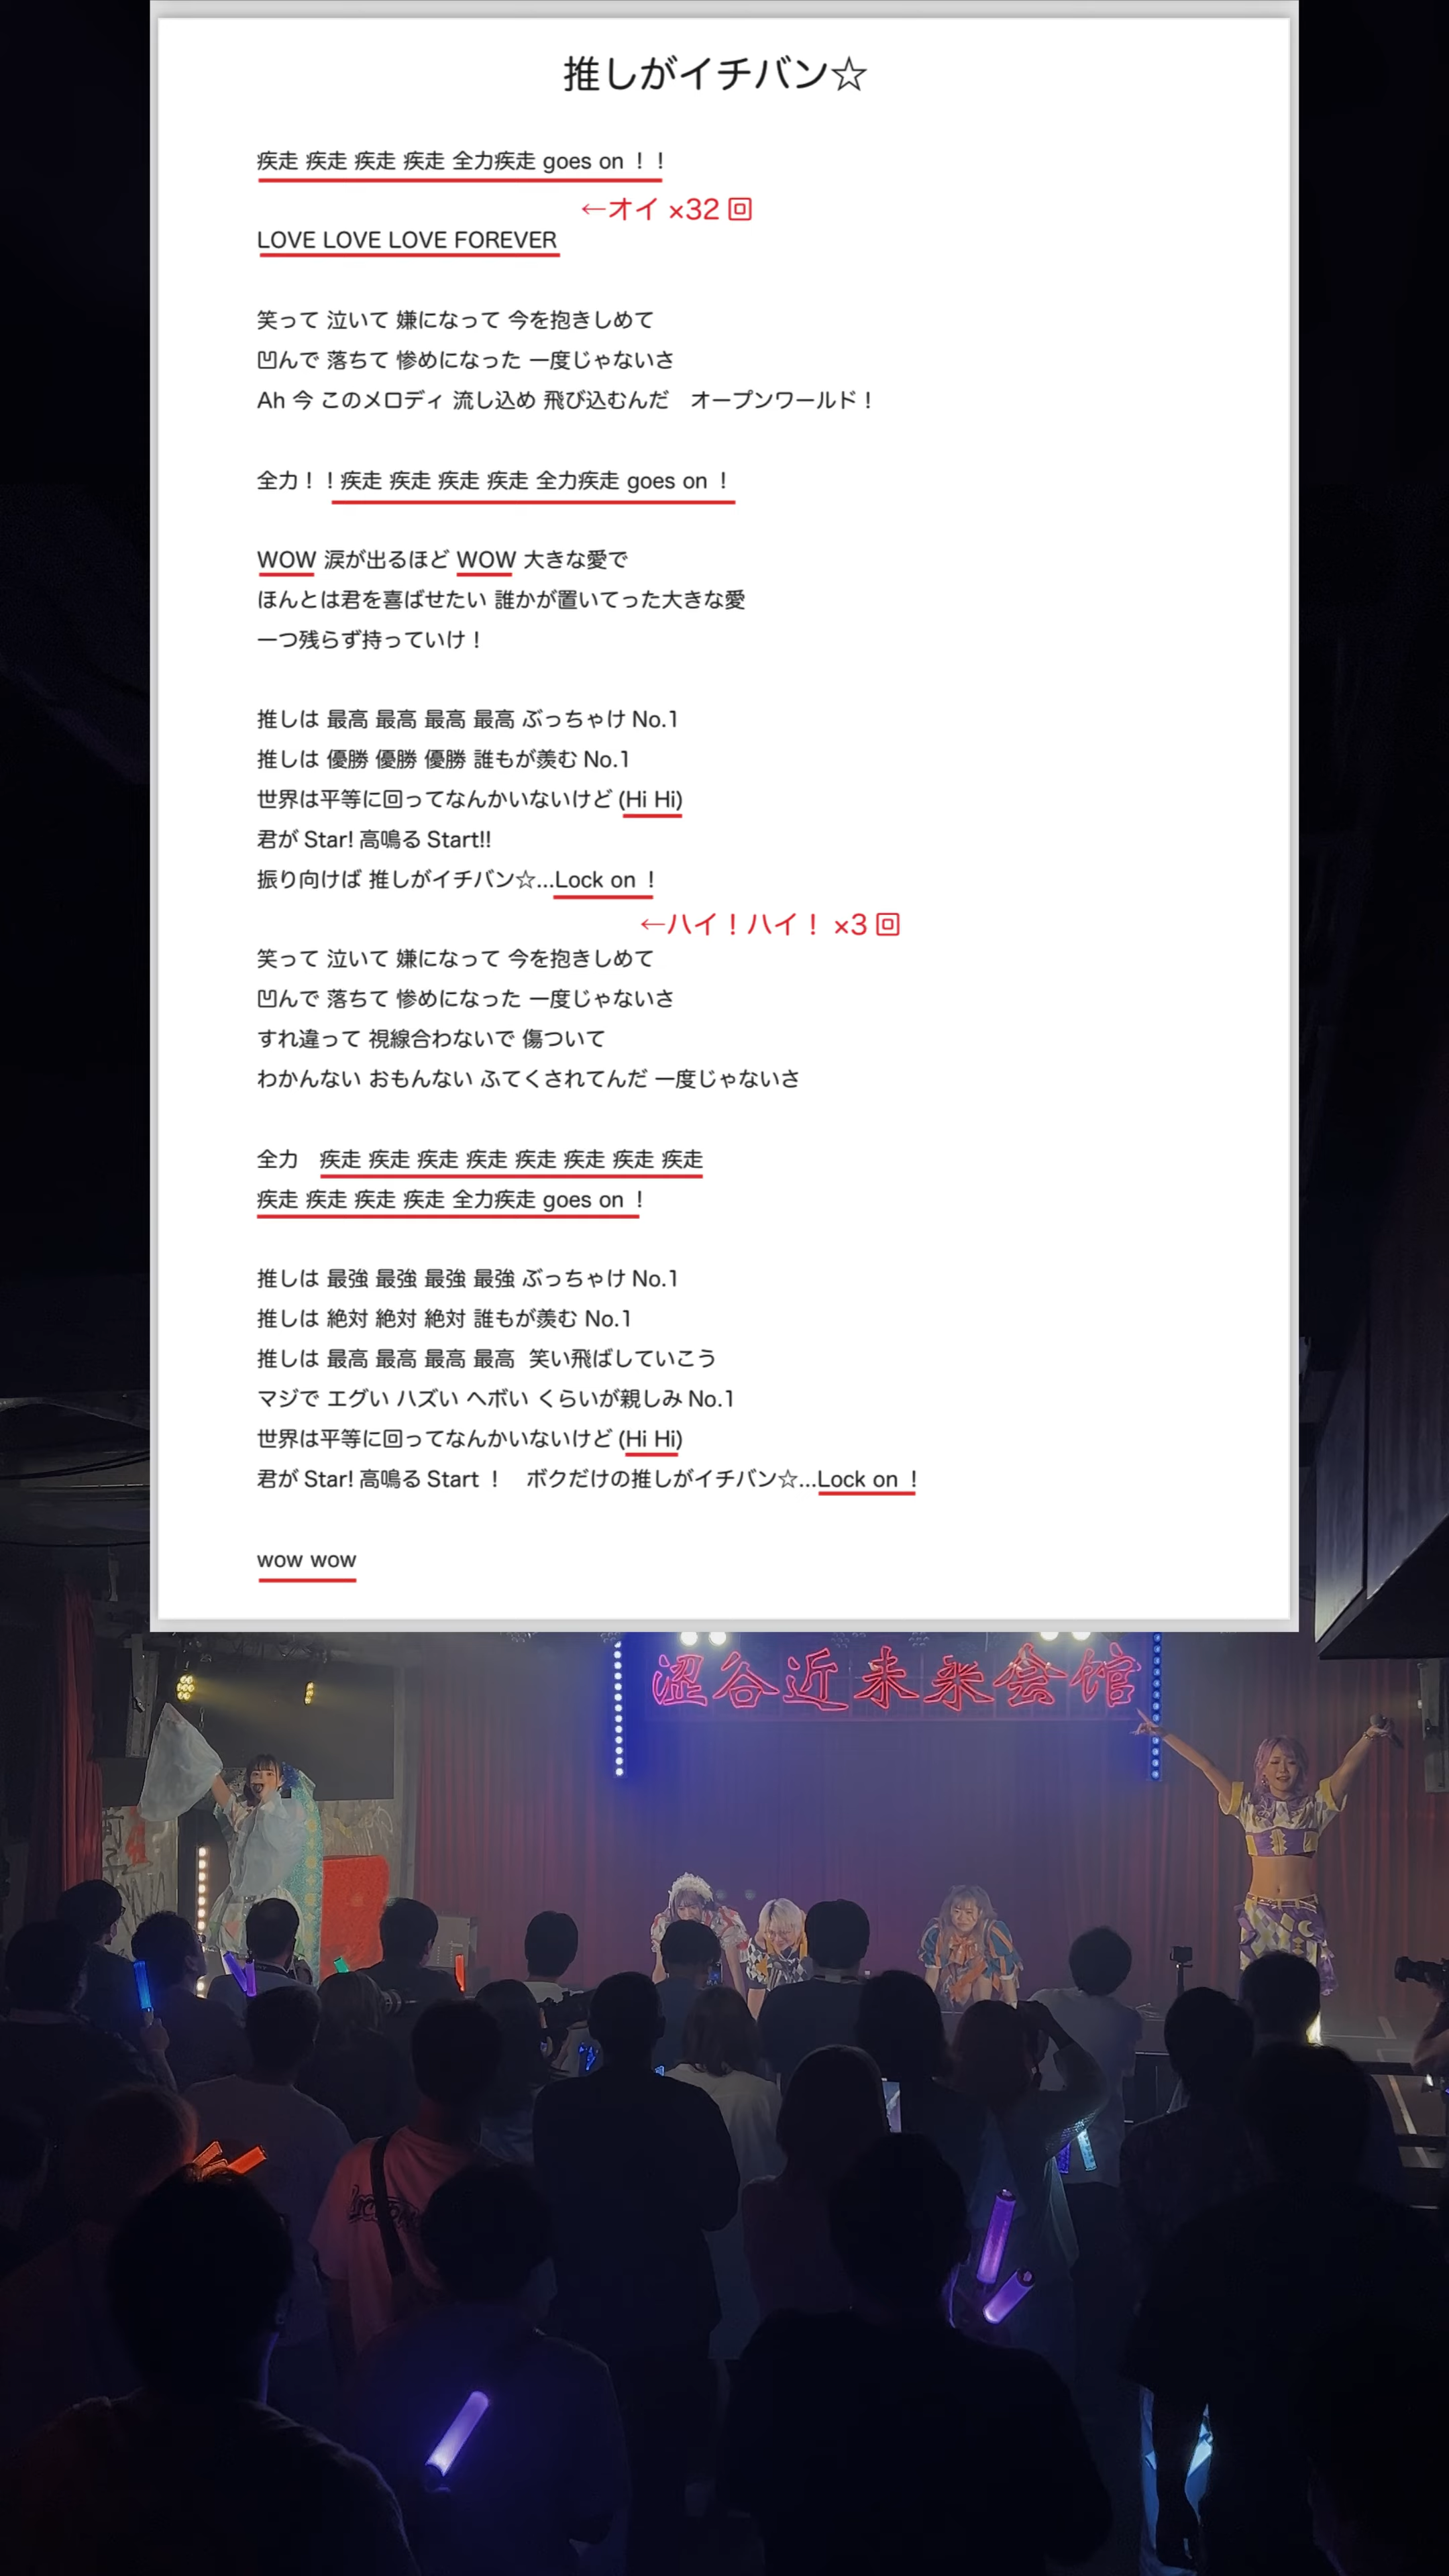 推しがイチバン☆
疾走 疾走 疾走 疾走 全力疾走 goes on ！！
←オイ ×32 回
LOVE LOVE LOVE FOREVER
笑って 泣いて 嫌になって 今を抱きしめて
凹んで 落ちて 惨めになった 一度じゃないさ
Ah 今 このメロディ 流し込め 飛び込むんだ　オープンワールド！
全力！！疾走 疾走 疾走 疾走 全力疾走 goes on ！
WOW 涙が出るほど WOW 大きな愛で
ほんとは君を喜ばせたい 誰かが置いてった大きな愛
一つ残らず持っていけ！
推しは 最高 最高 最高 最高 ぶっちゃけ No.1
推しは 優勝 優勝 優勝 誰もが羨む No.1
世界は平等に回ってなんかいないけど (Hi Hi)
君が Star! 高鳴る Start!!
振り向けば 推しがイチバン☆...Lock on ！
←ハイ！ハイ！ ×3 回
笑って 泣いて 嫌になって 今を抱きしめて
凹んで 落ちて 惨めになった 一度じゃないさ
すれ違って 視線合わないで 傷ついて
わかんない おもんない ふてくされてんだ 一度じゃないさ
全力　疾走 疾走 疾走 疾走 疾走 疾走 疾走 疾走
疾走 疾走 疾走 疾走 全力疾走 goes on ！
推しは 最強 最強 最強 最強 ぶっちゃけ No.1
推しは 絶対 絶対 絶対 誰もが羨む No.1
推しは 最高 最高 最高 最高 笑い飛ばしていこう
マジで エグい ハズい ヘボい くらいが親しみ No.1
世界は平等に回ってなんかいないけど (Hi Hi)
君が Star! 高鳴る Start ！　ボクだけの推しがイチバン☆...Lock on ！
wow wow
澀谷近未来会馆